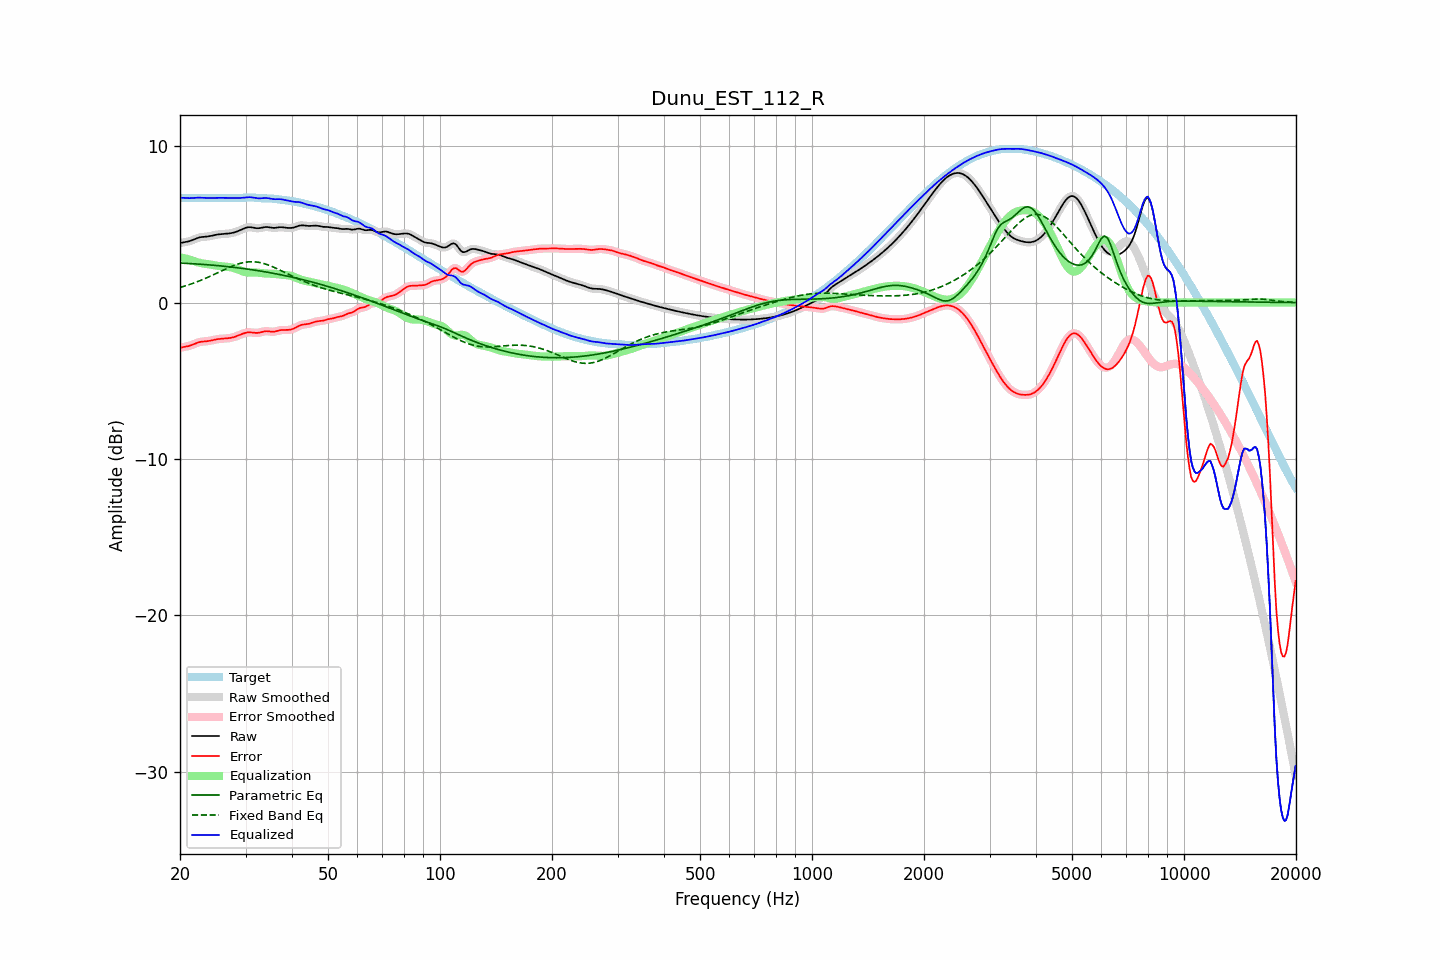 Dunu_EST_112_R
10
0
−10
−20
−30
Amplitude (dBr)
Target
Raw Smoothed
Error Smoothed
Raw
Error
Equalization
Parametric Eq
Fixed Band Eq
Equalized
20 50 100 200 500 1000 2000 5000 10000 20000
Frequency (Hz)